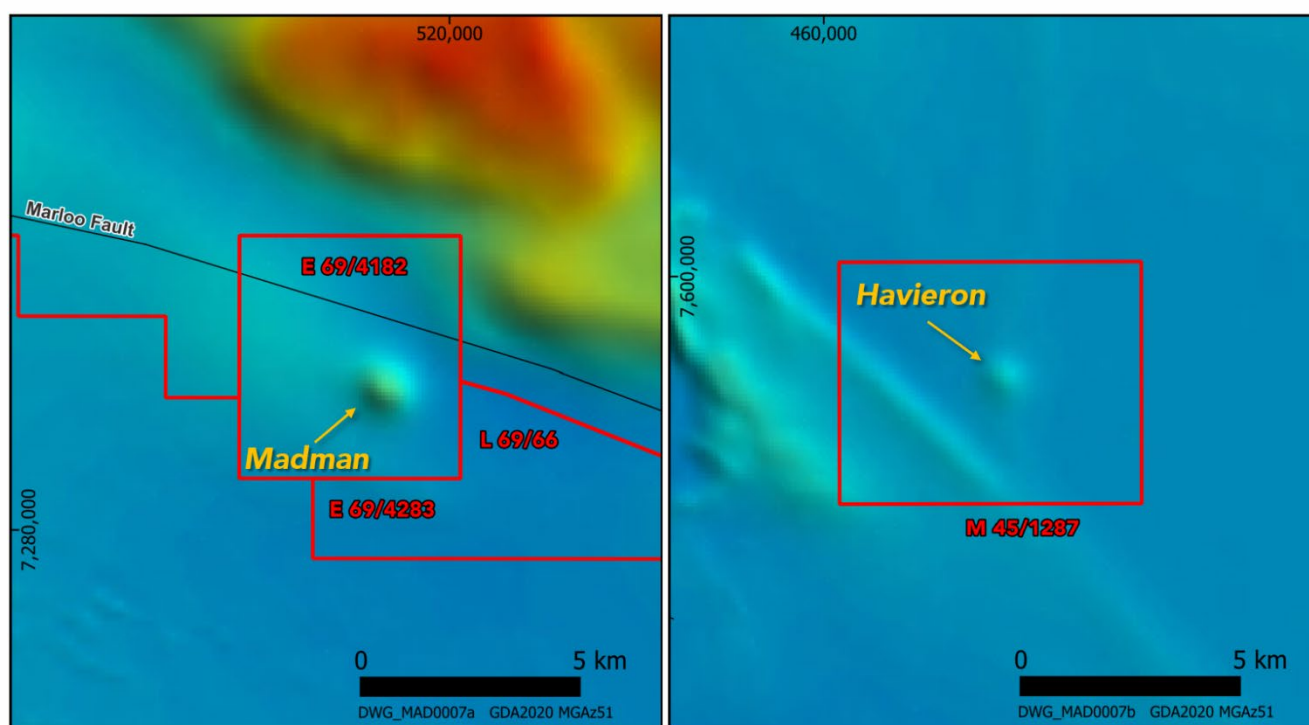 520,000
Marloo Fault
E 69/4182
Madman
L 69/66
E 69/4283
7,280,000
0 5 km
DWG_MAD0007a GDA2020 MGAz51
460,000
7,600,000
Havieron
M 45/1287
0 5 km
DWG_MAD0007b GDA2020 MGAz51